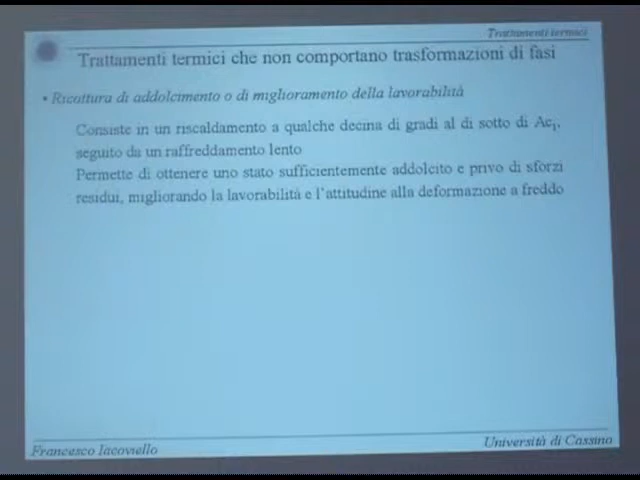 Trattamenti termici
Trattamenti termici che non comportano trasformazioni di fasi
• Ricottura di addolcimento o di miglioramento della lavorabilità
Consiste in un riscaldamento a qualche decina di gradi al di sotto di Ac₁,
seguito da un raffreddamento lento
Permette di ottenere uno stato sufficientemente addolcito e privo di sforzi
residui, migliorando la lavorabilità e l'attitudine alla deformazione a freddo
Francesco Iacoviello
Università di Cassino